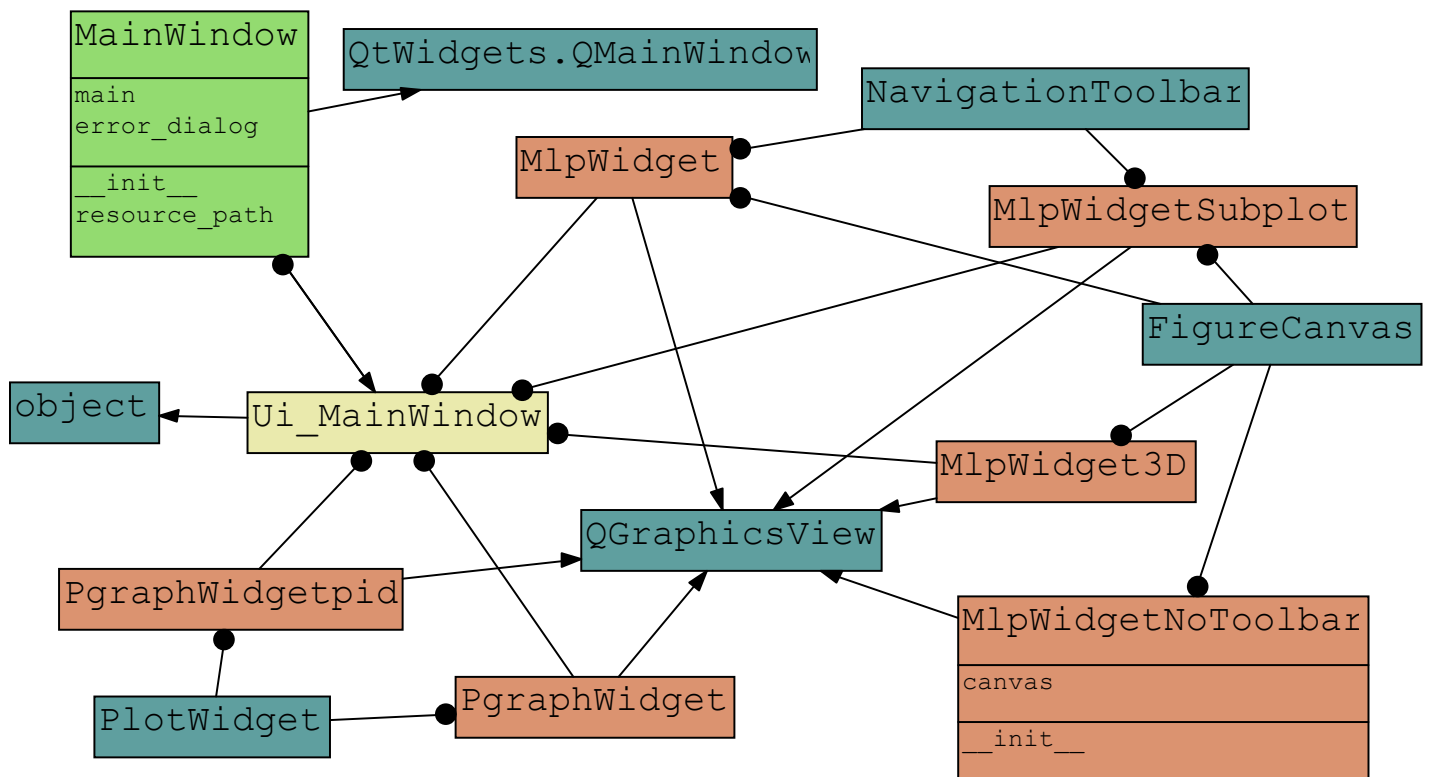 MainWindow
main
error_dialog
__init__
resource_path
QtWidgets.QMainWindow
NavigationToolbar
MlpWidget
MlpWidgetSubplot
FigureCanvas
object
Ui_MainWindow
MlpWidget3D
QGraphicsView
PgraphWidgetpid
MlpWidgetNoToolbar
canvas
__init__
PgraphWidget
PlotWidget